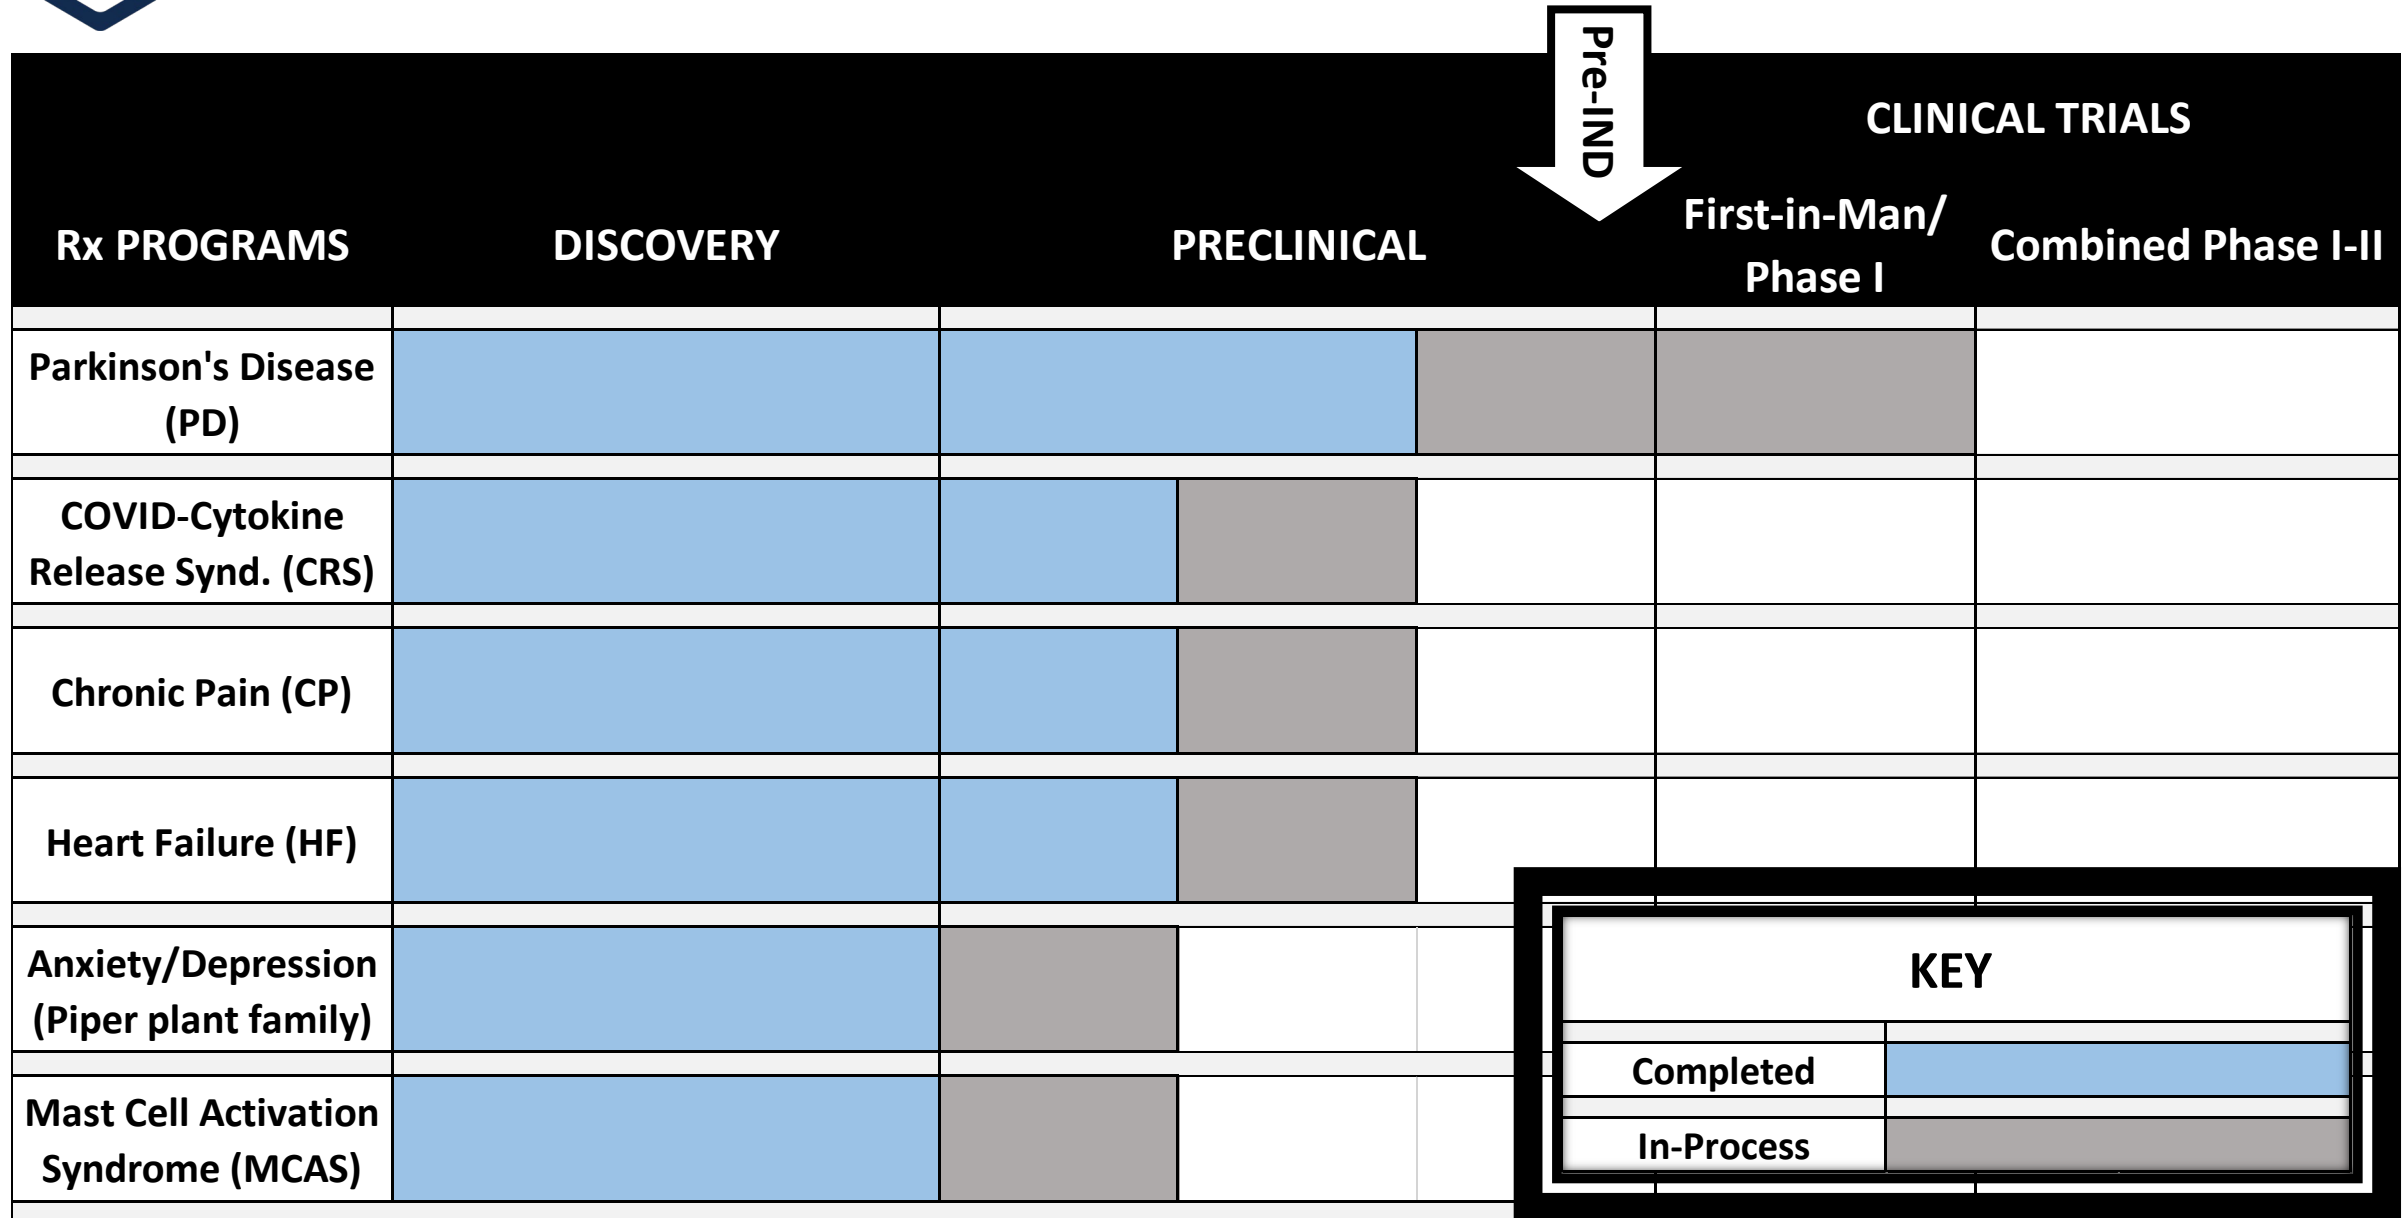 Pre-IND
CLINICAL TRIALS
Rx PROGRAMS
DISCOVERY
PRECLINICAL
First-in-Man/
Phase I
Combined Phase I-II
Parkinson's Disease
(PD)
COVID-Cytokine
Release Synd. (CRS)
Chronic Pain (CP)
Heart Failure (HF)
Anxiety/Depression
(Piper plant family)
Mast Cell Activation
Syndrome (MCAS)
KEY
Completed
In-Process